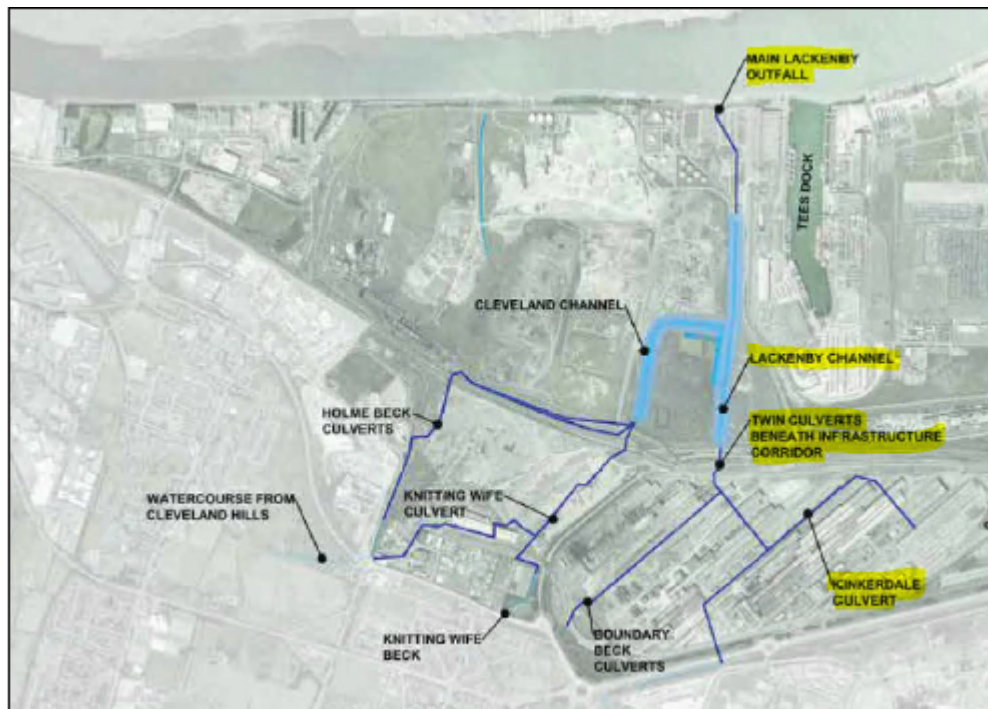 MAIN LACKENBY
OUTFALL
TEES DOCK
CLEVELAND CHANNEL
LACKENBY CHANNEL
HOLME BECK
CULVERTS
TWIN CULVERTS
BENEATH INFRASTRUCTURE
CORRIDOR
WATERCOURSE FROM
CLEVELAND HILLS
KNITTING WIFE
CULVERT
KINKERDALE
CULVERT
KNITTING WIFE
BECK
BOUNDARY
BECK
CULVERTS